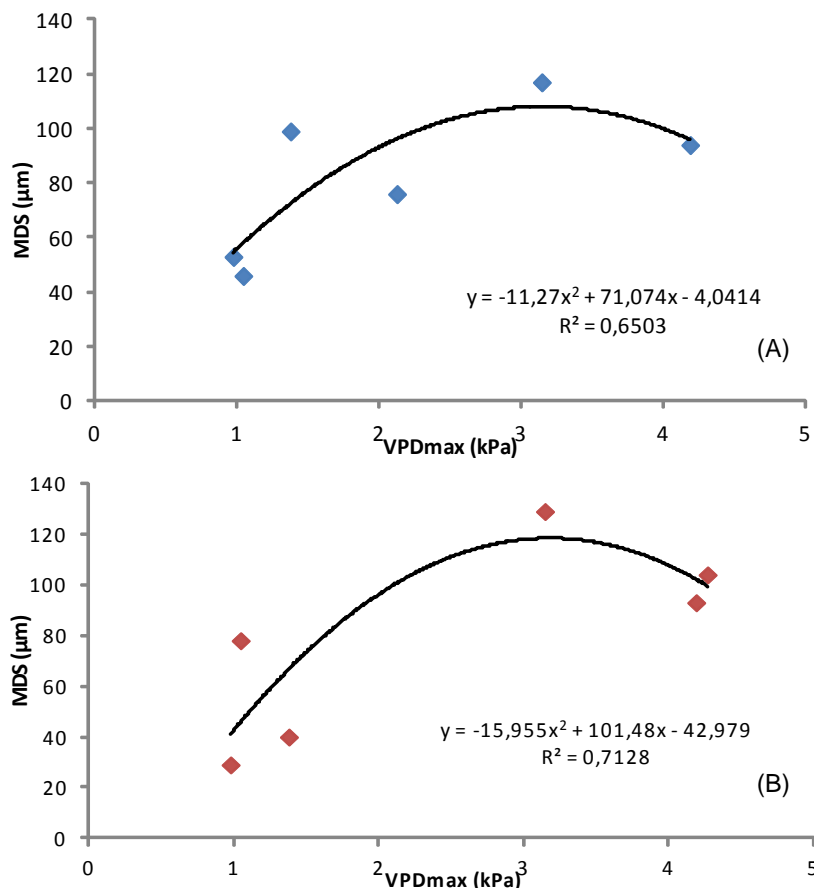 140
120
100
80
60
40
20
0
MDS (µm)
y = -11,27x² + 71,074x - 4,0414
R² = 0,6503
(A)
0 1 2 3 4 5
VPDmax (kPa)
140
120
100
80
60
40
20
0
MDS (µm)
y = -15,955x² + 101,48x - 42,979
R² = 0,7128
(B)
0 1 2 3 4 5
VPDmax (kPa)